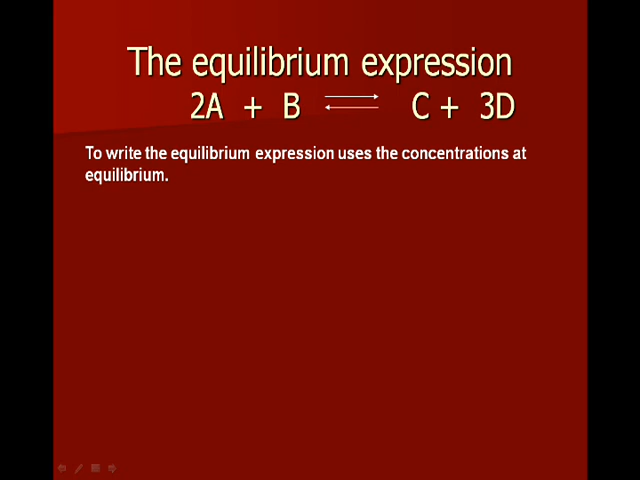 The equilibrium expression
2A + B ⇄ C + 3D
To write the equilibrium expression uses the concentrations at
equilibrium.